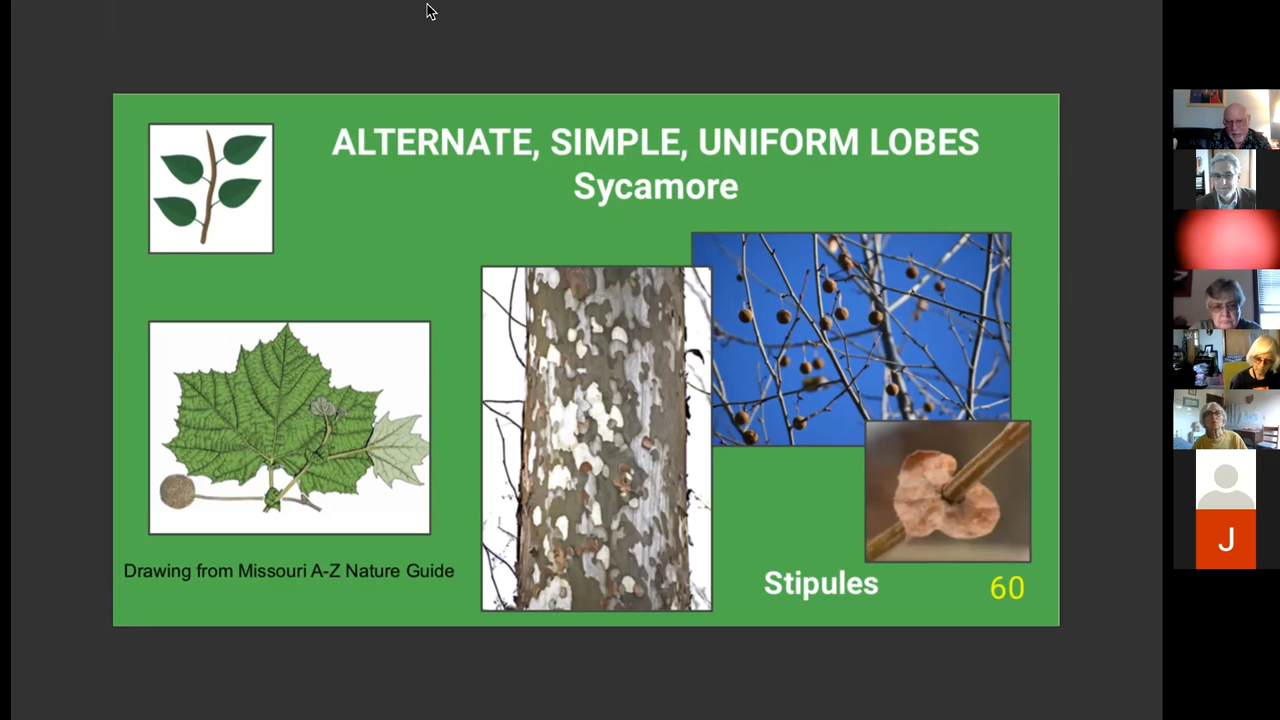 ALTERNATE, SIMPLE, UNIFORM LOBES
Sycamore
Drawing from Missouri A-Z Nature Guide
Stipules
60
J